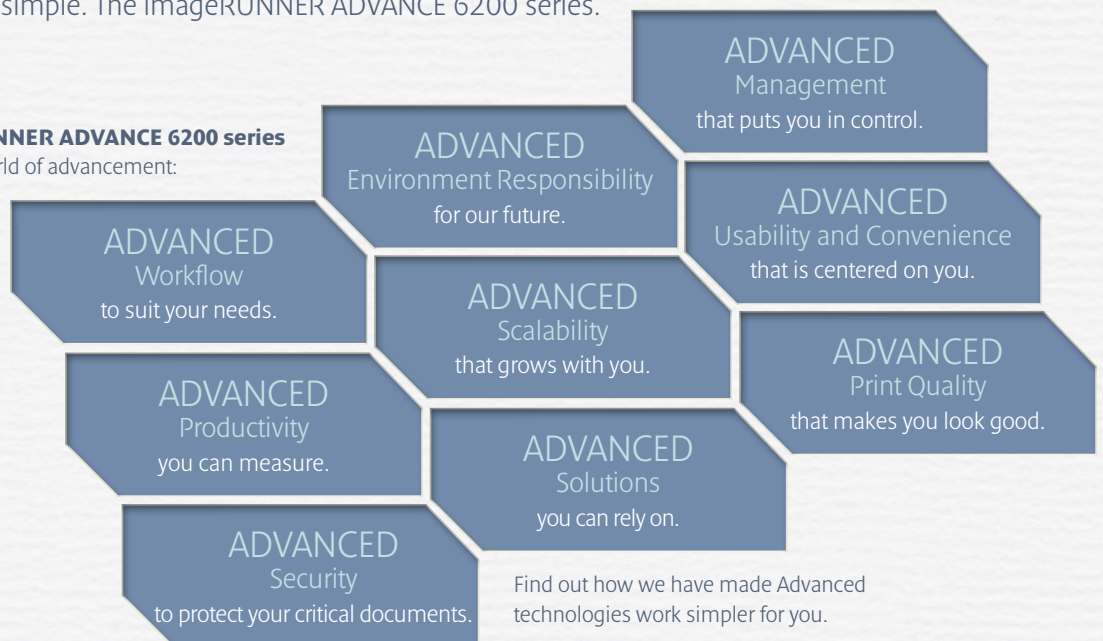 simple. The imageRUNNER ADVANCE 6200 series.
ADVANCE 6200 series
of advancement:
ADVANCED
Management
that puts you in control.
ADVANCED
Environment Responsibility
for our future.
ADVANCED
Usability and Convenience
that is centered on you.
ADVANCED
Workflow
to suit your needs.
ADVANCED
Scalability
that grows with you.
ADVANCED
Print Quality
that makes you look good.
ADVANCED
Productivity
you can measure.
ADVANCED
Solutions
you can rely on.
ADVANCED
Security
to protect your critical documents.
Find out how we have made Advanced
technologies work simpler for you.